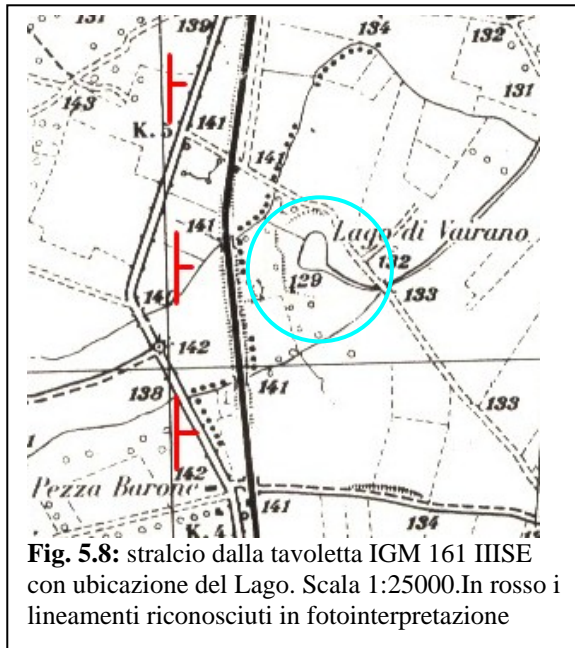 131
139
134
132
143
131
K. 5
141
141
141
Lago di Vairano
132
129
133
142
138
141
133
142
Pezza Barone
141
134
K. 4
Fig. 5.8: stralcio dalla tavoletta IGM 161 IIISE
con ubicazione del Lago. Scala 1:25000.In rosso i
lineamenti riconosciuti in fotointerpretazione